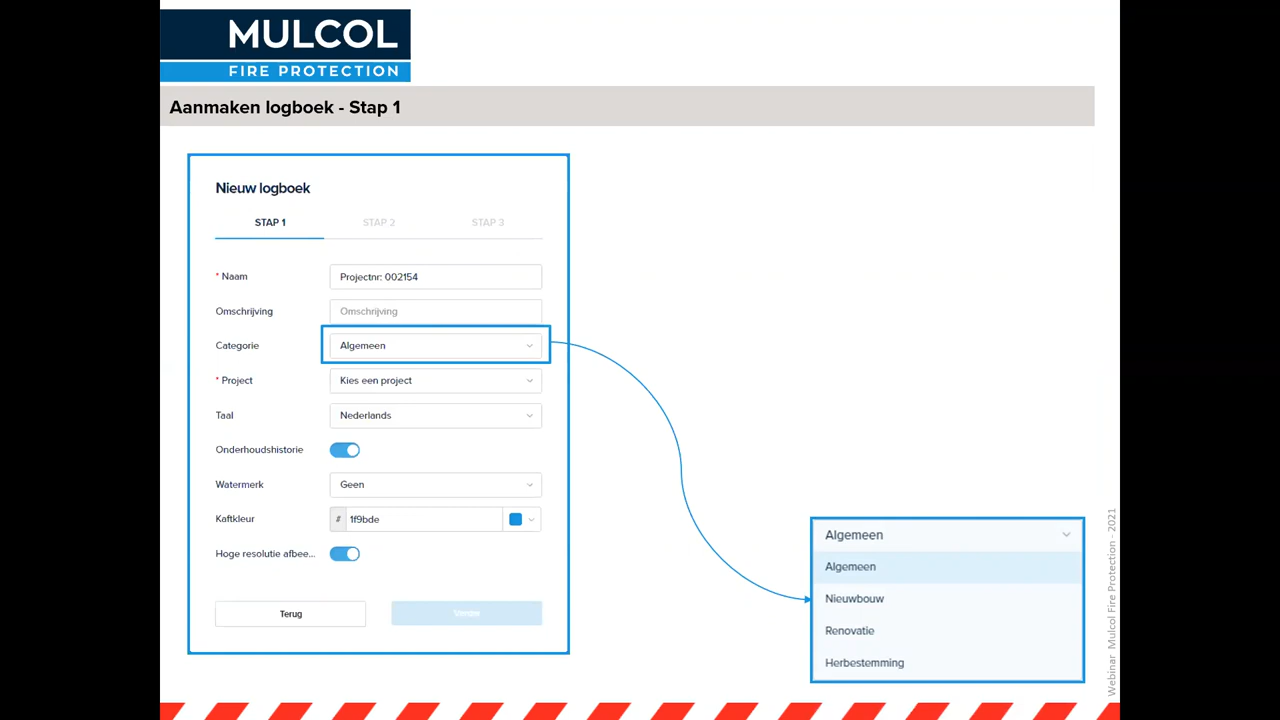 MULCOL
FIRE PROTECTION
Aanmaken logboek - Stap 1
Nieuw logboek
STAP 1 STAP 2 STAP 3
* Naam Projectnr: 002154
Omschrijving Omschrijving
Categorie Algemeen
* Project Kies een project
Taal Nederlands
Onderhoudshistorie
Watermerk Geen
Kaftkleur # 1f9bde
Hoge resolutie afbee...
Terug
Algemeen
Algemeen
Nieuwbouw
Renovatie
Herbestemming
Webinar Mulcol Fire Protection - 2021